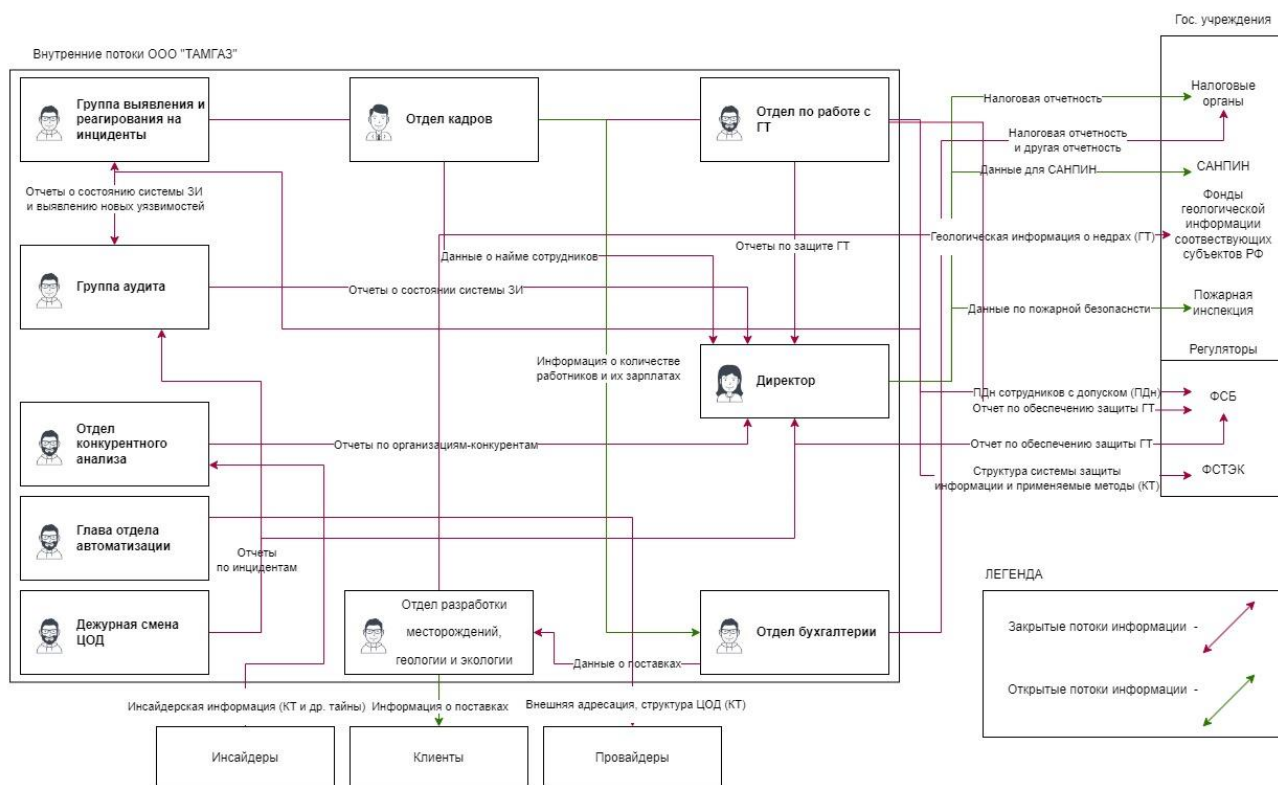 Гос. учреждения
Внутренние потоки ООО "ТАМГАЗ"
Группа выявления и
реагирования на
инциденты
Отдел кадров
Отдел по работе с
ГТ
Налоговая отчетность
Налоговые
органы
Налоговая отчетность
и другая отчетность
Данные для САНПИН
САНПИН
Отчеты о состоянию системы ЗИ
и выявлению новых уязвимостей
Фонды
геологической
информации
соотвествующих
субъектов РФ
Геологическая информация о недрах (ГТ)
Отчеты по защите ГТ
Данные о найме сотрудников
Группа аудита
Отчеты о состоянии системы ЗИ
Данные по пожарной безопаснсти
Пожарная
инспекция
Регуляторы
Информация о количестве
работников и их зарплатах
Директор
ПДн сотрудников с допуском (ПДн)
ФСБ
Отчет по обеспечению защиты ГТ
Отдел
конкурентного
анализа
Отчеты по организациям-конкурентам
Отчет по обеспечению защиты ГТ
Структура системы защиты
информации и применяемые методы (КТ)
ФСТЭК
Глава отдела
автоматизации
Отчеты
по инцидентам
ЛЕГЕНДА
Дежурная смена
ЦОД
Отдел разработки
месторождений,
геологии и экологии
Отдел бухгалтерии
Данные о поставках
Закрытые потоки информации -
Открытые потоки информации -
Инсайдерская информация (КТ и др. тайны)
Информация о поставках
Внешняя адресация, структура ЦОД (КТ)
Инсайдеры
Клиенты
Провайдеры